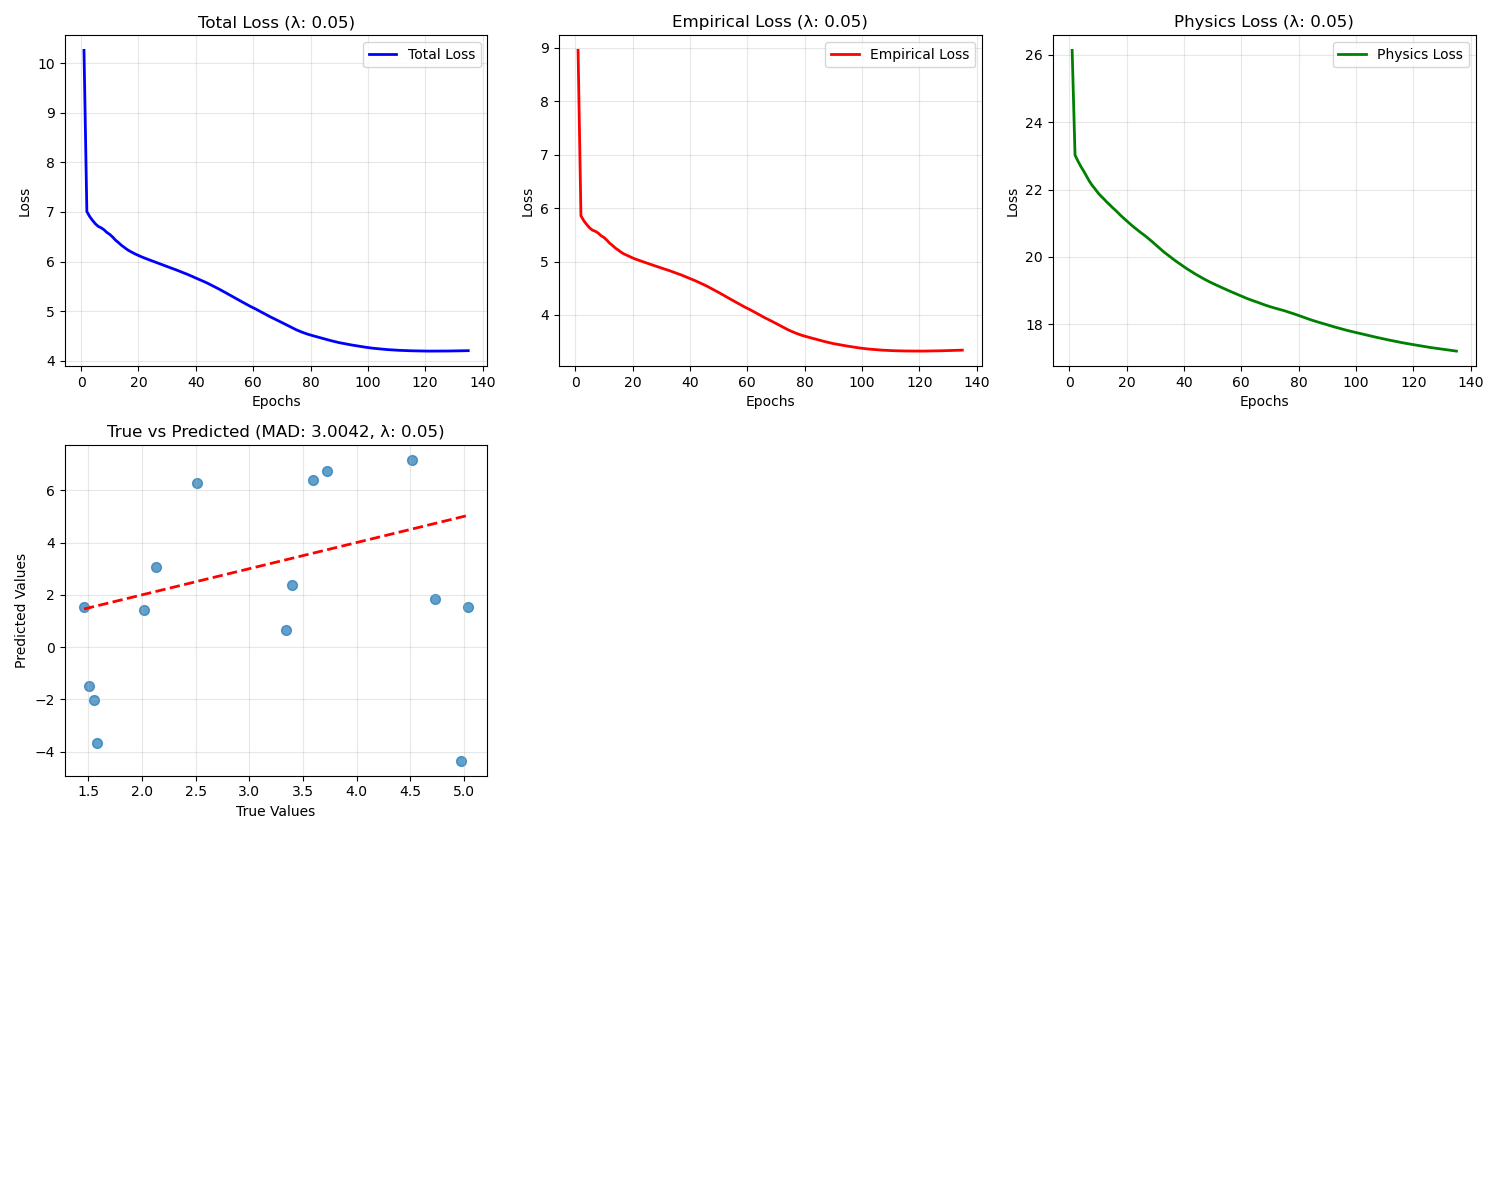 Total Loss (λ: 0.05)
Total Loss
10
9
8
7
6
5
4
Loss
0 20 40 60 80 100 120 140
Epochs
Empirical Loss (λ: 0.05)
Empirical Loss
9
8
7
6
5
4
Loss
0 20 40 60 80 100 120 140
Epochs
Physics Loss (λ: 0.05)
Physics Loss
26
24
22
20
18
Loss
0 20 40 60 80 100 120 140
Epochs
True vs Predicted (MAD: 3.0042, λ: 0.05)
6
4
2
0
−2
−4
Predicted Values
1.5 2.0 2.5 3.0 3.5 4.0 4.5 5.0
True Values